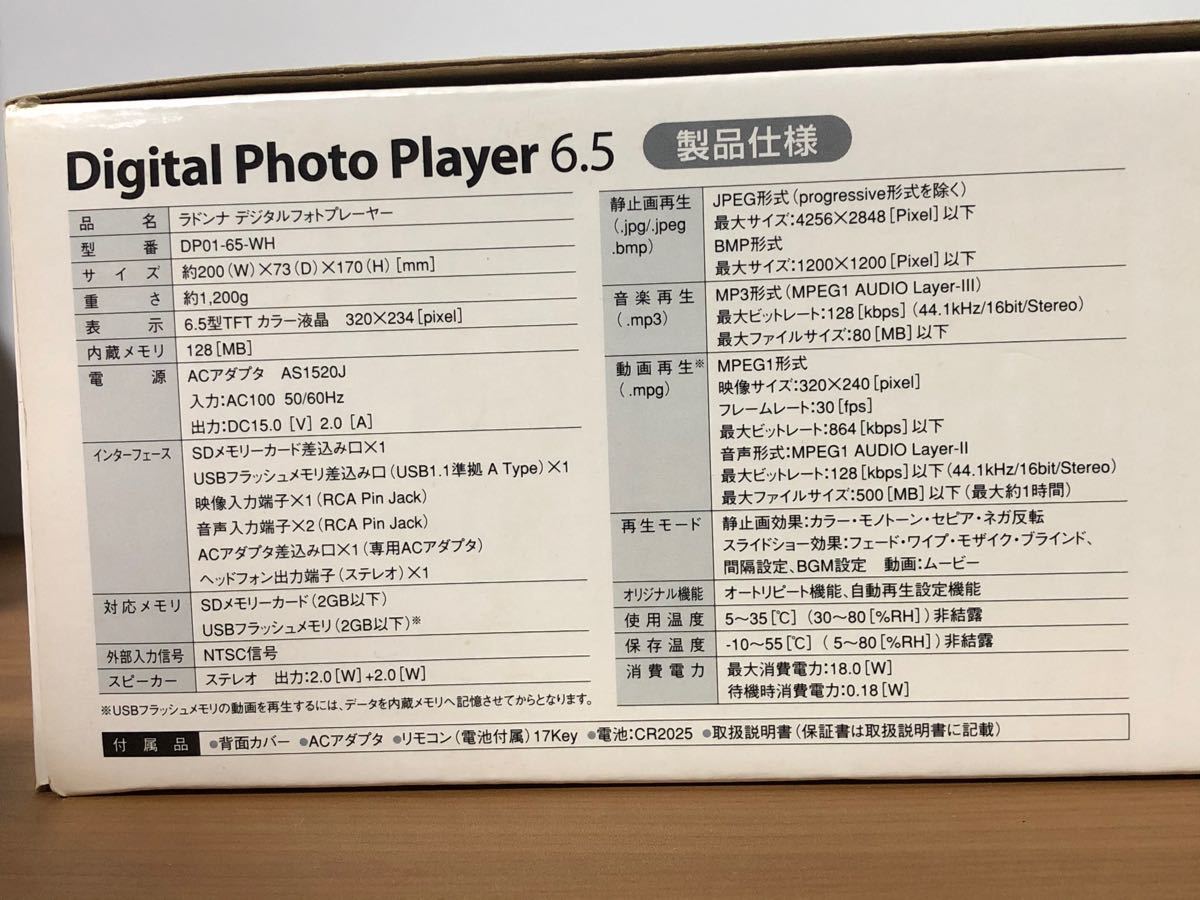 Digital Photo Player 6.5 製品仕様
品名 ラドンナ デジタルフォトプレーヤー
型番 DP01-65-WH
サイズ 約200(W)×73(D)×170(H) [mm]
重さ 約1,200g
表示 6.5型TFT カラー液晶 320×234[pixel]
内蔵メモリ 128[MB]
電源 ACアダプタ AS1520J
入力:AC100 50/60Hz
出力:DC15.0 [V] 2.0 [A]
インターフェース SDメモリーカード差込み口×1
USBフラッシュメモリ差込み口(USB1.1準拠 A Type)×1
映像入力端子×1(RCA Pin Jack)
音声入力端子×2(RCA Pin Jack)
ACアダプタ差込み口×1(専用ACアダプタ)
ヘッドフォン出力端子(ステレオ)×1
対応メモリ SDメモリーカード(2GB以下)
USBフラッシュメモリ(2GB以下)※
外部入力信号 NTSC信号
スピーカー ステレオ 出力:2.0[W]+2.0[W]
※USBフラッシュメモリの動画を再生するには、データを内蔵メモリへ記憶させてからとなります。
静止画再生 JPEG形式(progressive形式を除く)
(.jpg/.jpeg 最大サイズ:4256×2848[Pixel]以下
.bmp) BMP形式
最大サイズ:1200×1200[Pixel]以下
音楽再生 MP3形式(MPEG1 AUDIO Layer-III)
(.mp3) 最大ビットレート:128[kbps](44.1kHz/16bit/Stereo)
最大ファイルサイズ:80[MB]以下
動画再生※ MPEG1形式
(.mpg) 映像サイズ:320×240[pixel]
フレームレート:30[fps]
最大ビットレート:864[kbps]以下
音声形式:MPEG1 AUDIO Layer-II
最大ビットレート:128[kbps]以下(44.1kHz/16bit/Stereo)
最大ファイルサイズ:500[MB]以下(最大約1時間)
再生モード 静止画効果:カラー・モノトーン・セピア・ネガ反転
スライドショー効果:フェード・ワイプ・モザイク・ブラインド、
間隔設定、BGM設定 動画:ムービー
オリジナル機能 オートリピート機能、自動再生設定機能
使用温度 5〜35[℃] (30〜80[%RH])非結露
保存温度 -10〜55[℃] ( 5〜80[%RH])非結露
消費電力 最大消費電力:18.0[W]
待機時消費電力:0.18[W]
付属品 ●背面カバー ●ACアダプタ ●リモコン(電池付属)17Key ●電池:CR2025 ●取扱説明書(保証書は取扱説明書に記載)